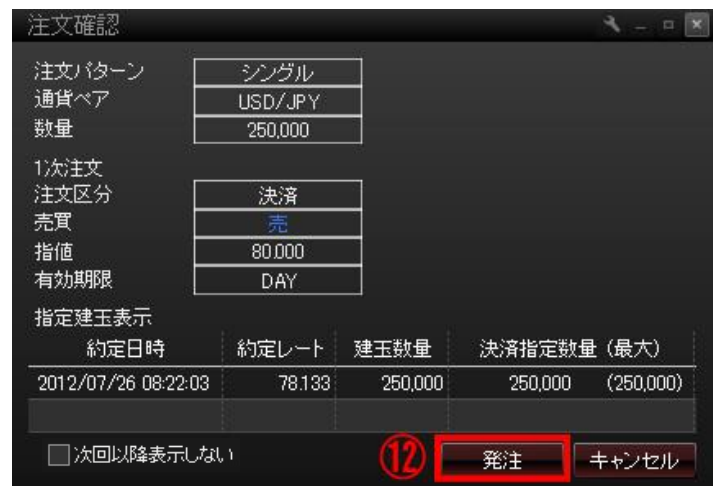 注文確認
注文パターン シングル
通貨ペア USD/JPY
数量 250,000
1次注文
注文区分 決済
売買 売
指値 80.000
有効期限 DAY
指定建玉表示
約定日時 約定レート 建玉数量 決済指定数量 (最大)
2012/07/26 08:22:03 78.133 250,000 250,000 (250,000)
次回以降表示しない ⑫ 発注 キャンセル